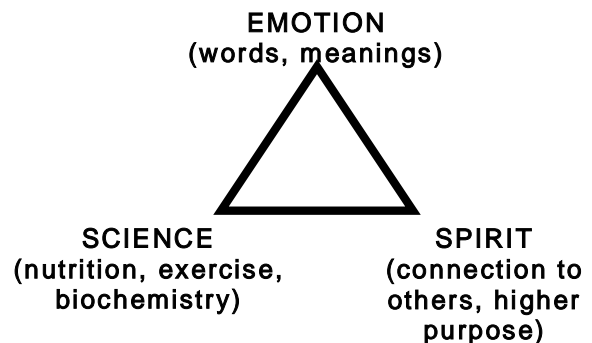 EMOTION
(words, meanings)
SCIENCE
(nutrition, exercise,
biochemistry)
SPIRIT
(connection to
others, higher
purpose)